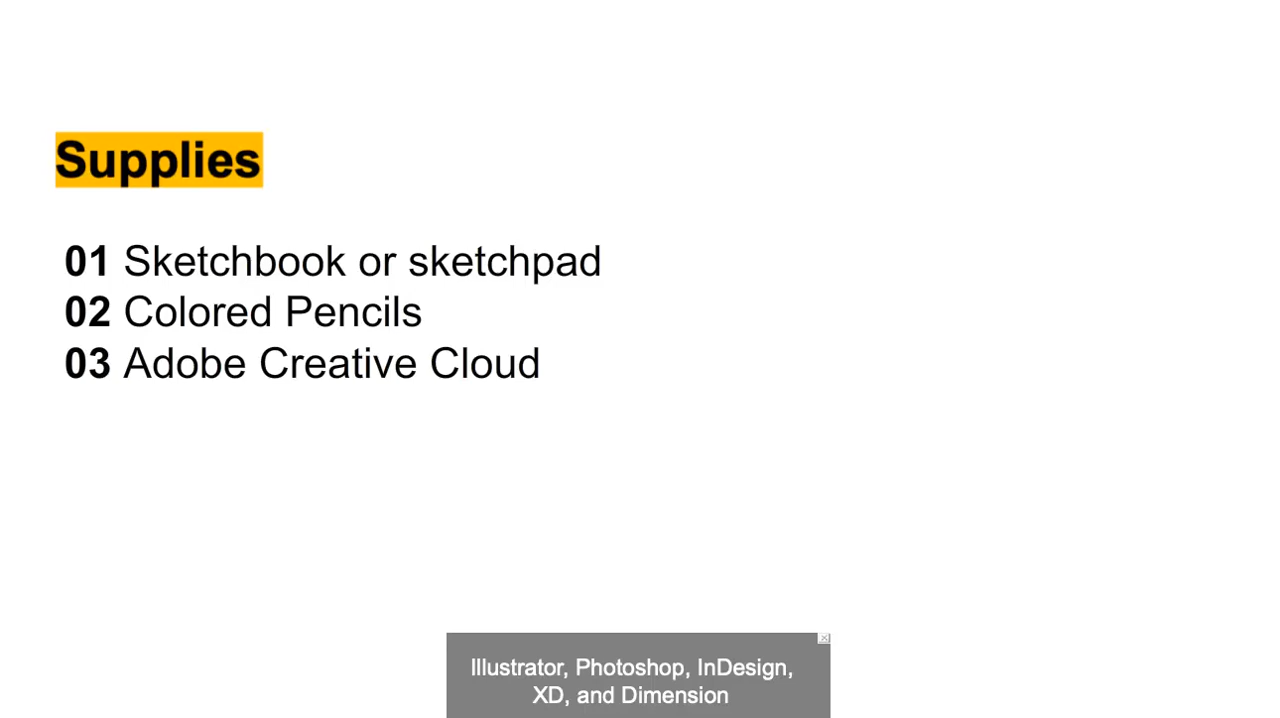 Supplies
01 Sketchbook or sketchpad
02 Colored Pencils
03 Adobe Creative Cloud
Illustrator, Photoshop, InDesign,
XD, and Dimension